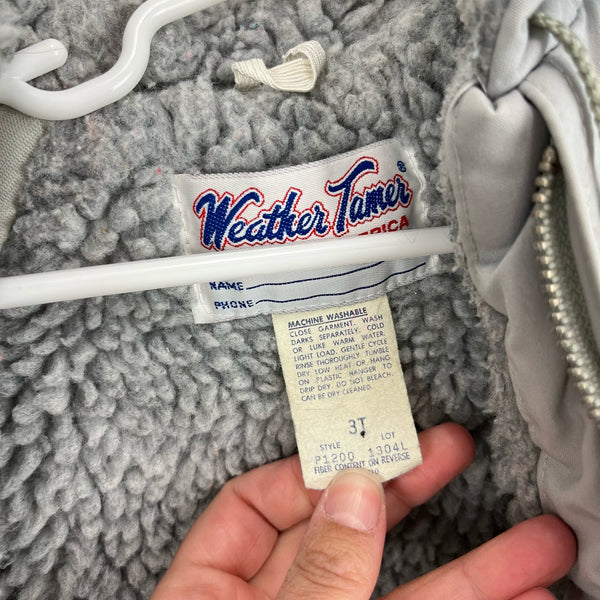 Weather Tamer ®
ERICA
NAME
PHONE
MACHINE WASHABLE
CLOSE GARMENT. WASH
DARKS SEPARATELY. COLD
OR LUKE WARM WATER.
LIGHT LOAD. GENTLE CYCLE
RINSE THOROUGHLY. TUMBLE
DRY LOW HEAT OR HANG
ON PLASTIC HANGER TO
DRIP DRY. DO NOT BLEACH.
CAN BE DRY CLEANED.
3T
STYLE LOT
P1200 1304L
FIBER CONTENT ON REVERSE